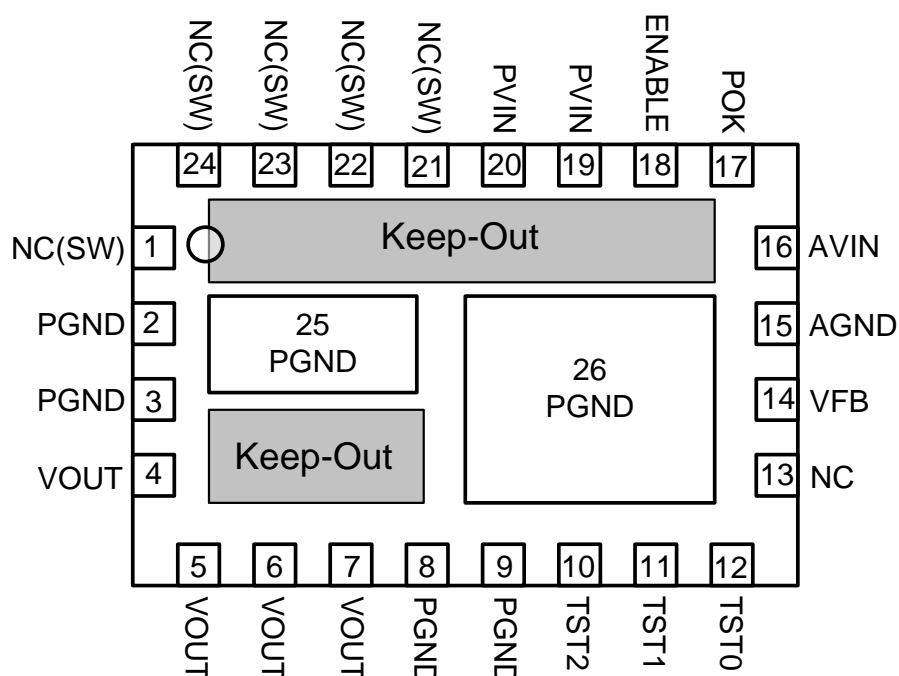 NC(SW)
NC(SW)
NC(SW)
NC(SW)
PVIN
PVIN
ENABLE
POK
24
23
22
21
20
19
18
17
NC(SW)
1
Keep-Out
16
AVIN
PGND
2
25
PGND
26
PGND
15
AGND
PGND
3
14
VFB
VOUT
4
Keep-Out
13
NC
5
6
7
8
9
10
11
12
VOUT
VOUT
VOUT
PGND
PGND
TST2
TST1
TST0